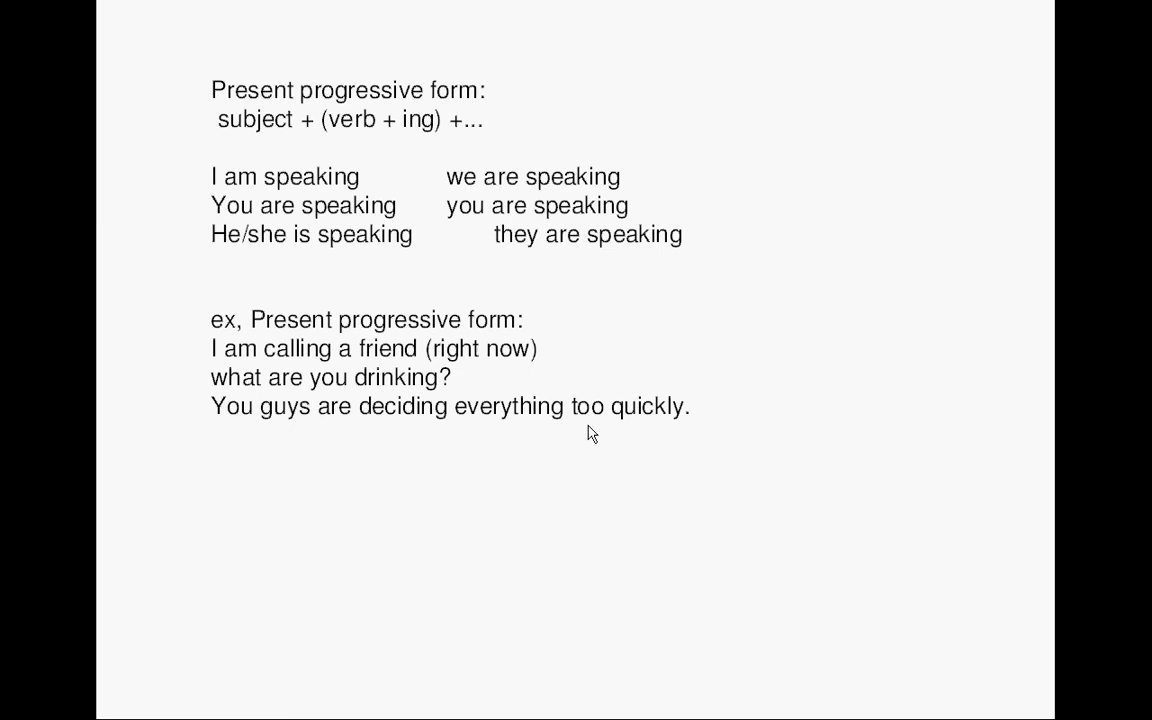 Present progressive form:
subject + (verb + ing) +...
I am speaking we are speaking
You are speaking you are speaking
He/she is speaking they are speaking
ex, Present progressive form:
I am calling a friend (right now)
what are you drinking?
You guys are deciding everything too quickly.